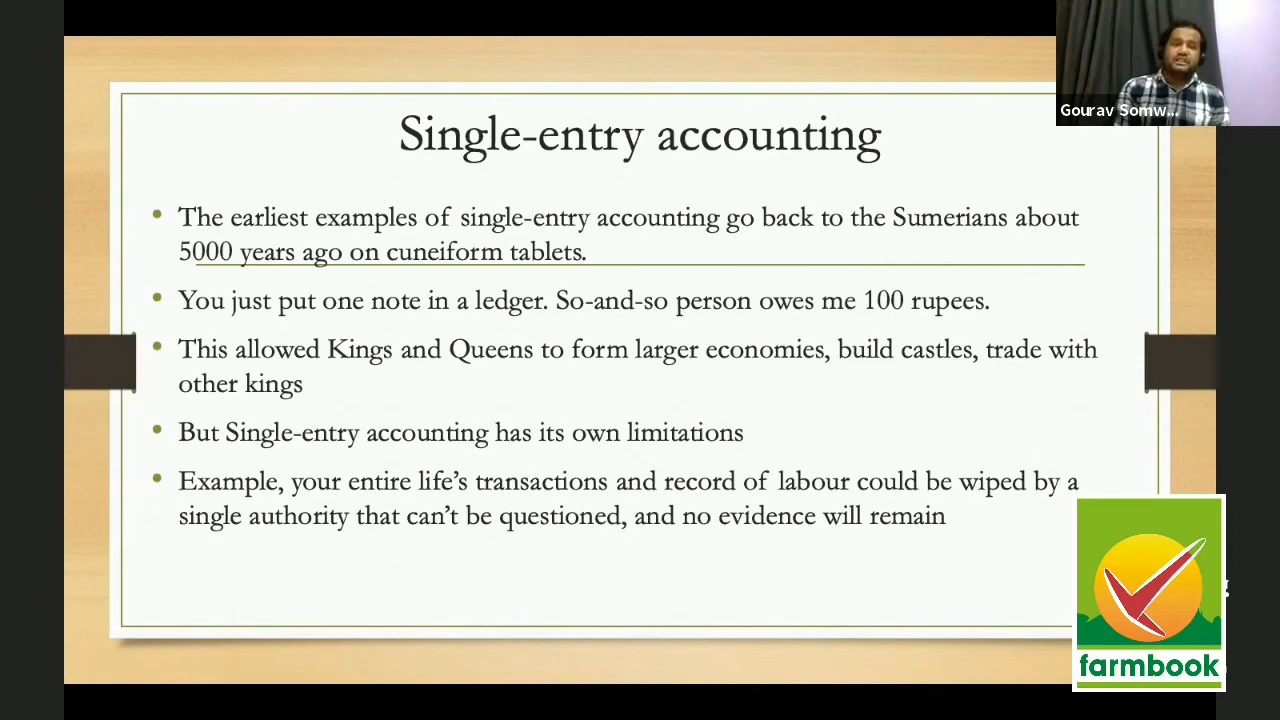 Gourav Somw...
Single-entry accounting
• The earliest examples of single-entry accounting go back to the Sumerians about
5000 years ago on cuneiform tablets.
• You just put one note in a ledger. So-and-so person owes me 100 rupees.
• This allowed Kings and Queens to form larger economies, build castles, trade with
other kings
• But Single-entry accounting has its own limitations
• Example, your entire life’s transactions and record of labour could be wiped by a
single authority that can’t be questioned, and no evidence will remain
farmbook